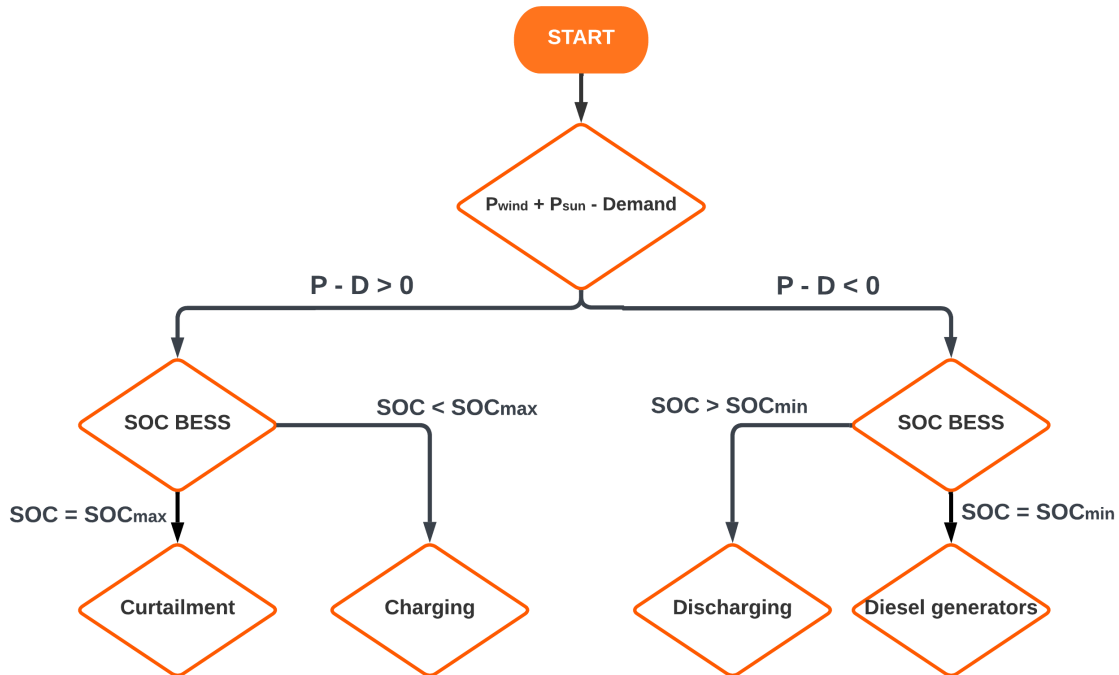 START
Pwind + Psun - Demand
P - D > 0
P - D < 0
SOC BESS
SOC < SOCmax
SOC > SOCmin
SOC BESS
SOC = SOCmax
SOC = SOCmin
Curtailment
Charging
Discharging
Diesel generators